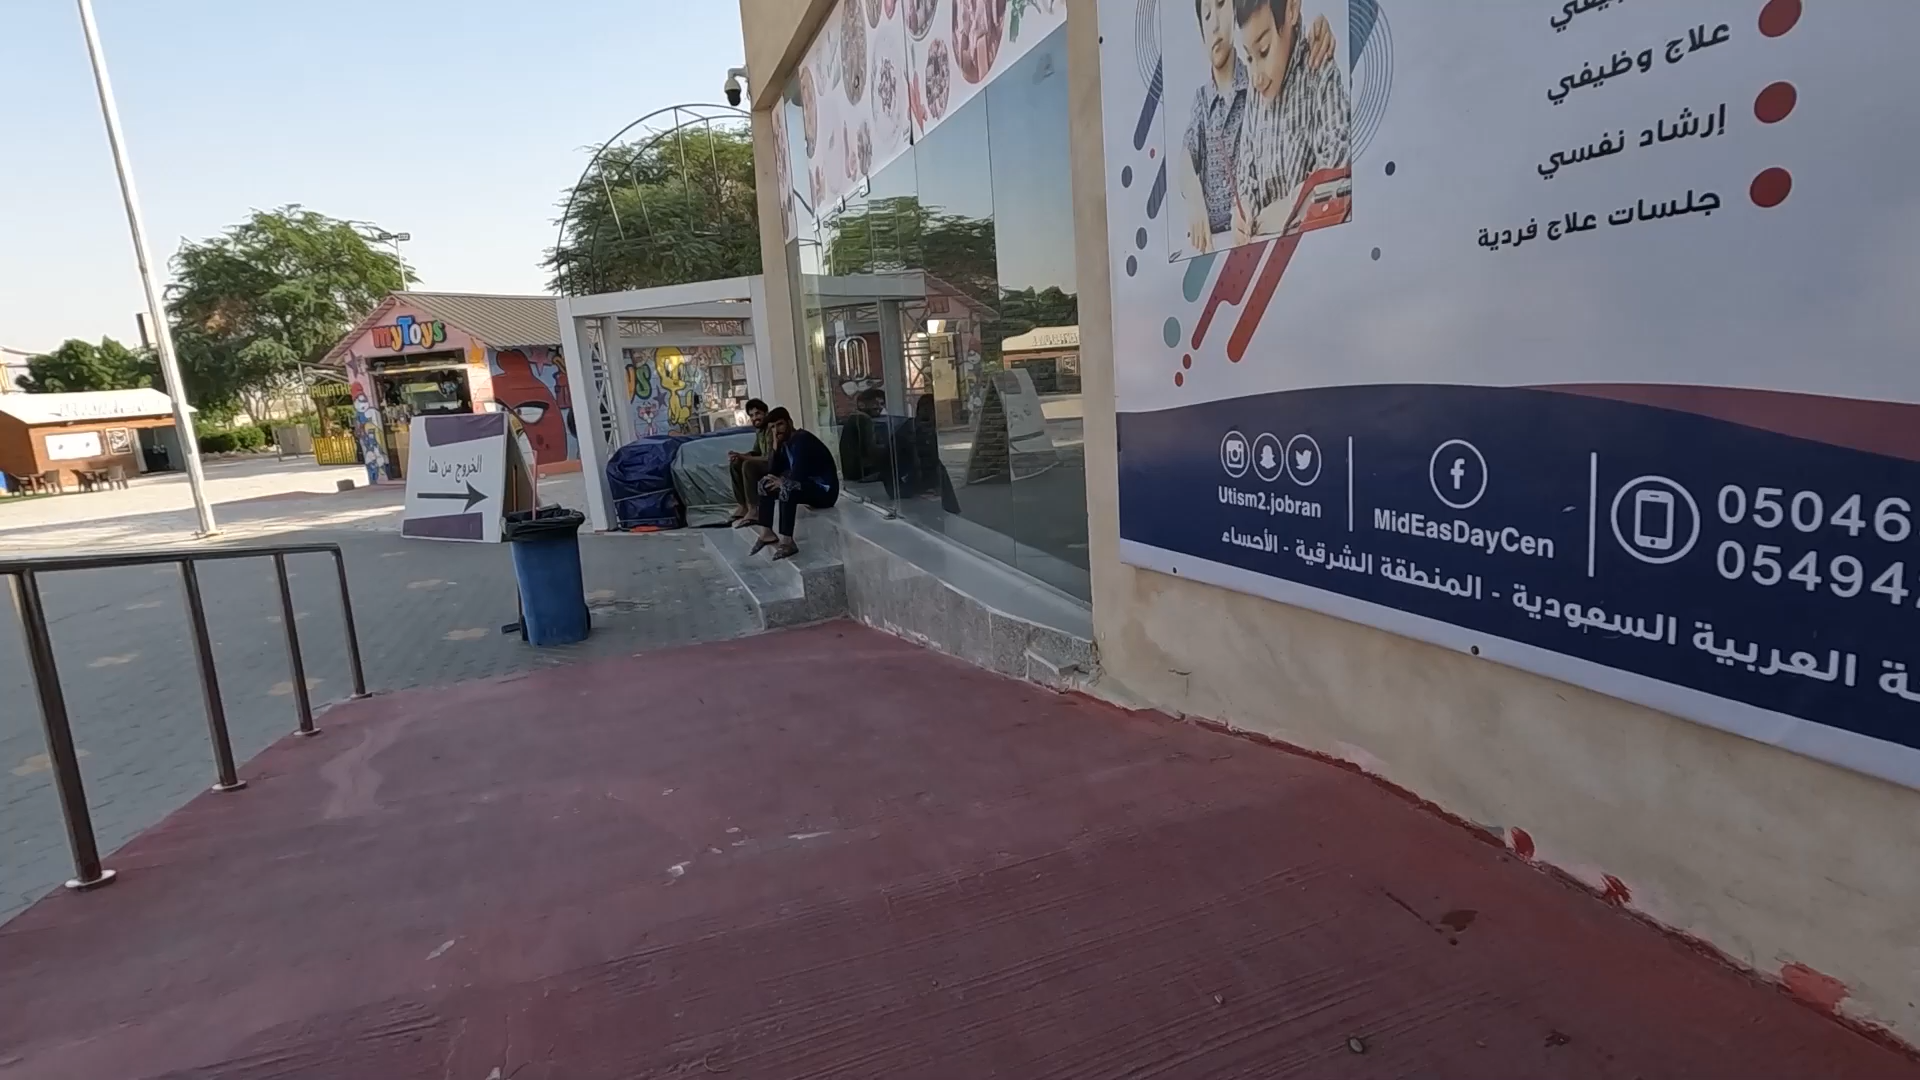 علاج وظيفي
إرشاد نفسي
جلسات علاج فردية
Utism2.jobran
MidEasDayCen
05046
05494
العربية السعودية - المنطقة الشرقية - الأحساء
myToys
الخروج من هنا